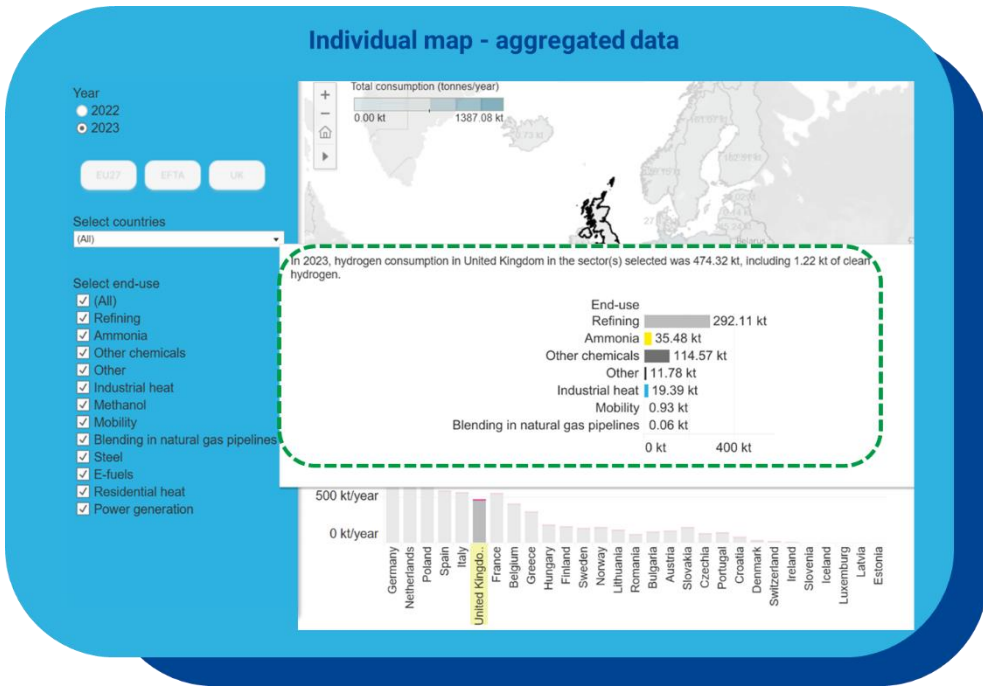 Individual map - aggregated data
Year
2022
2023
EU27 EFTA UK
Select countries
(All)
Select end-use
(All)
Refining
Ammonia
Other chemicals
Other
Industrial heat
Methanol
Mobility
Blending in natural gas pipelines
Steel
E-fuels
Residential heat
Power generation
Total consumption (tonnes/year)
0.00 kt 1387.08 kt
Belarus
In 2023, hydrogen consumption in United Kingdom in the sector(s) selected was 474.32 kt, including 1.22 kt of clean
hydrogen.
End-use
Refining 292.11 kt
Ammonia 35.48 kt
Other chemicals 114.57 kt
Other 11.78 kt
Industrial heat 19.39 kt
Mobility 0.93 kt
Blending in natural gas pipelines 0.06 kt
0 kt 400 kt
500 kt/year
0 kt/year
Germany
Netherlands
Poland
Spain
Italy
United Kingdo..
France
Belgium
Greece
Hungary
Finland
Sweden
Norway
Lithuania
Romania
Bulgaria
Austria
Slovakia
Czechia
Portugal
Croatia
Denmark
Switzerland
Ireland
Slovenia
Iceland
Luxemburg
Latvia
Estonia